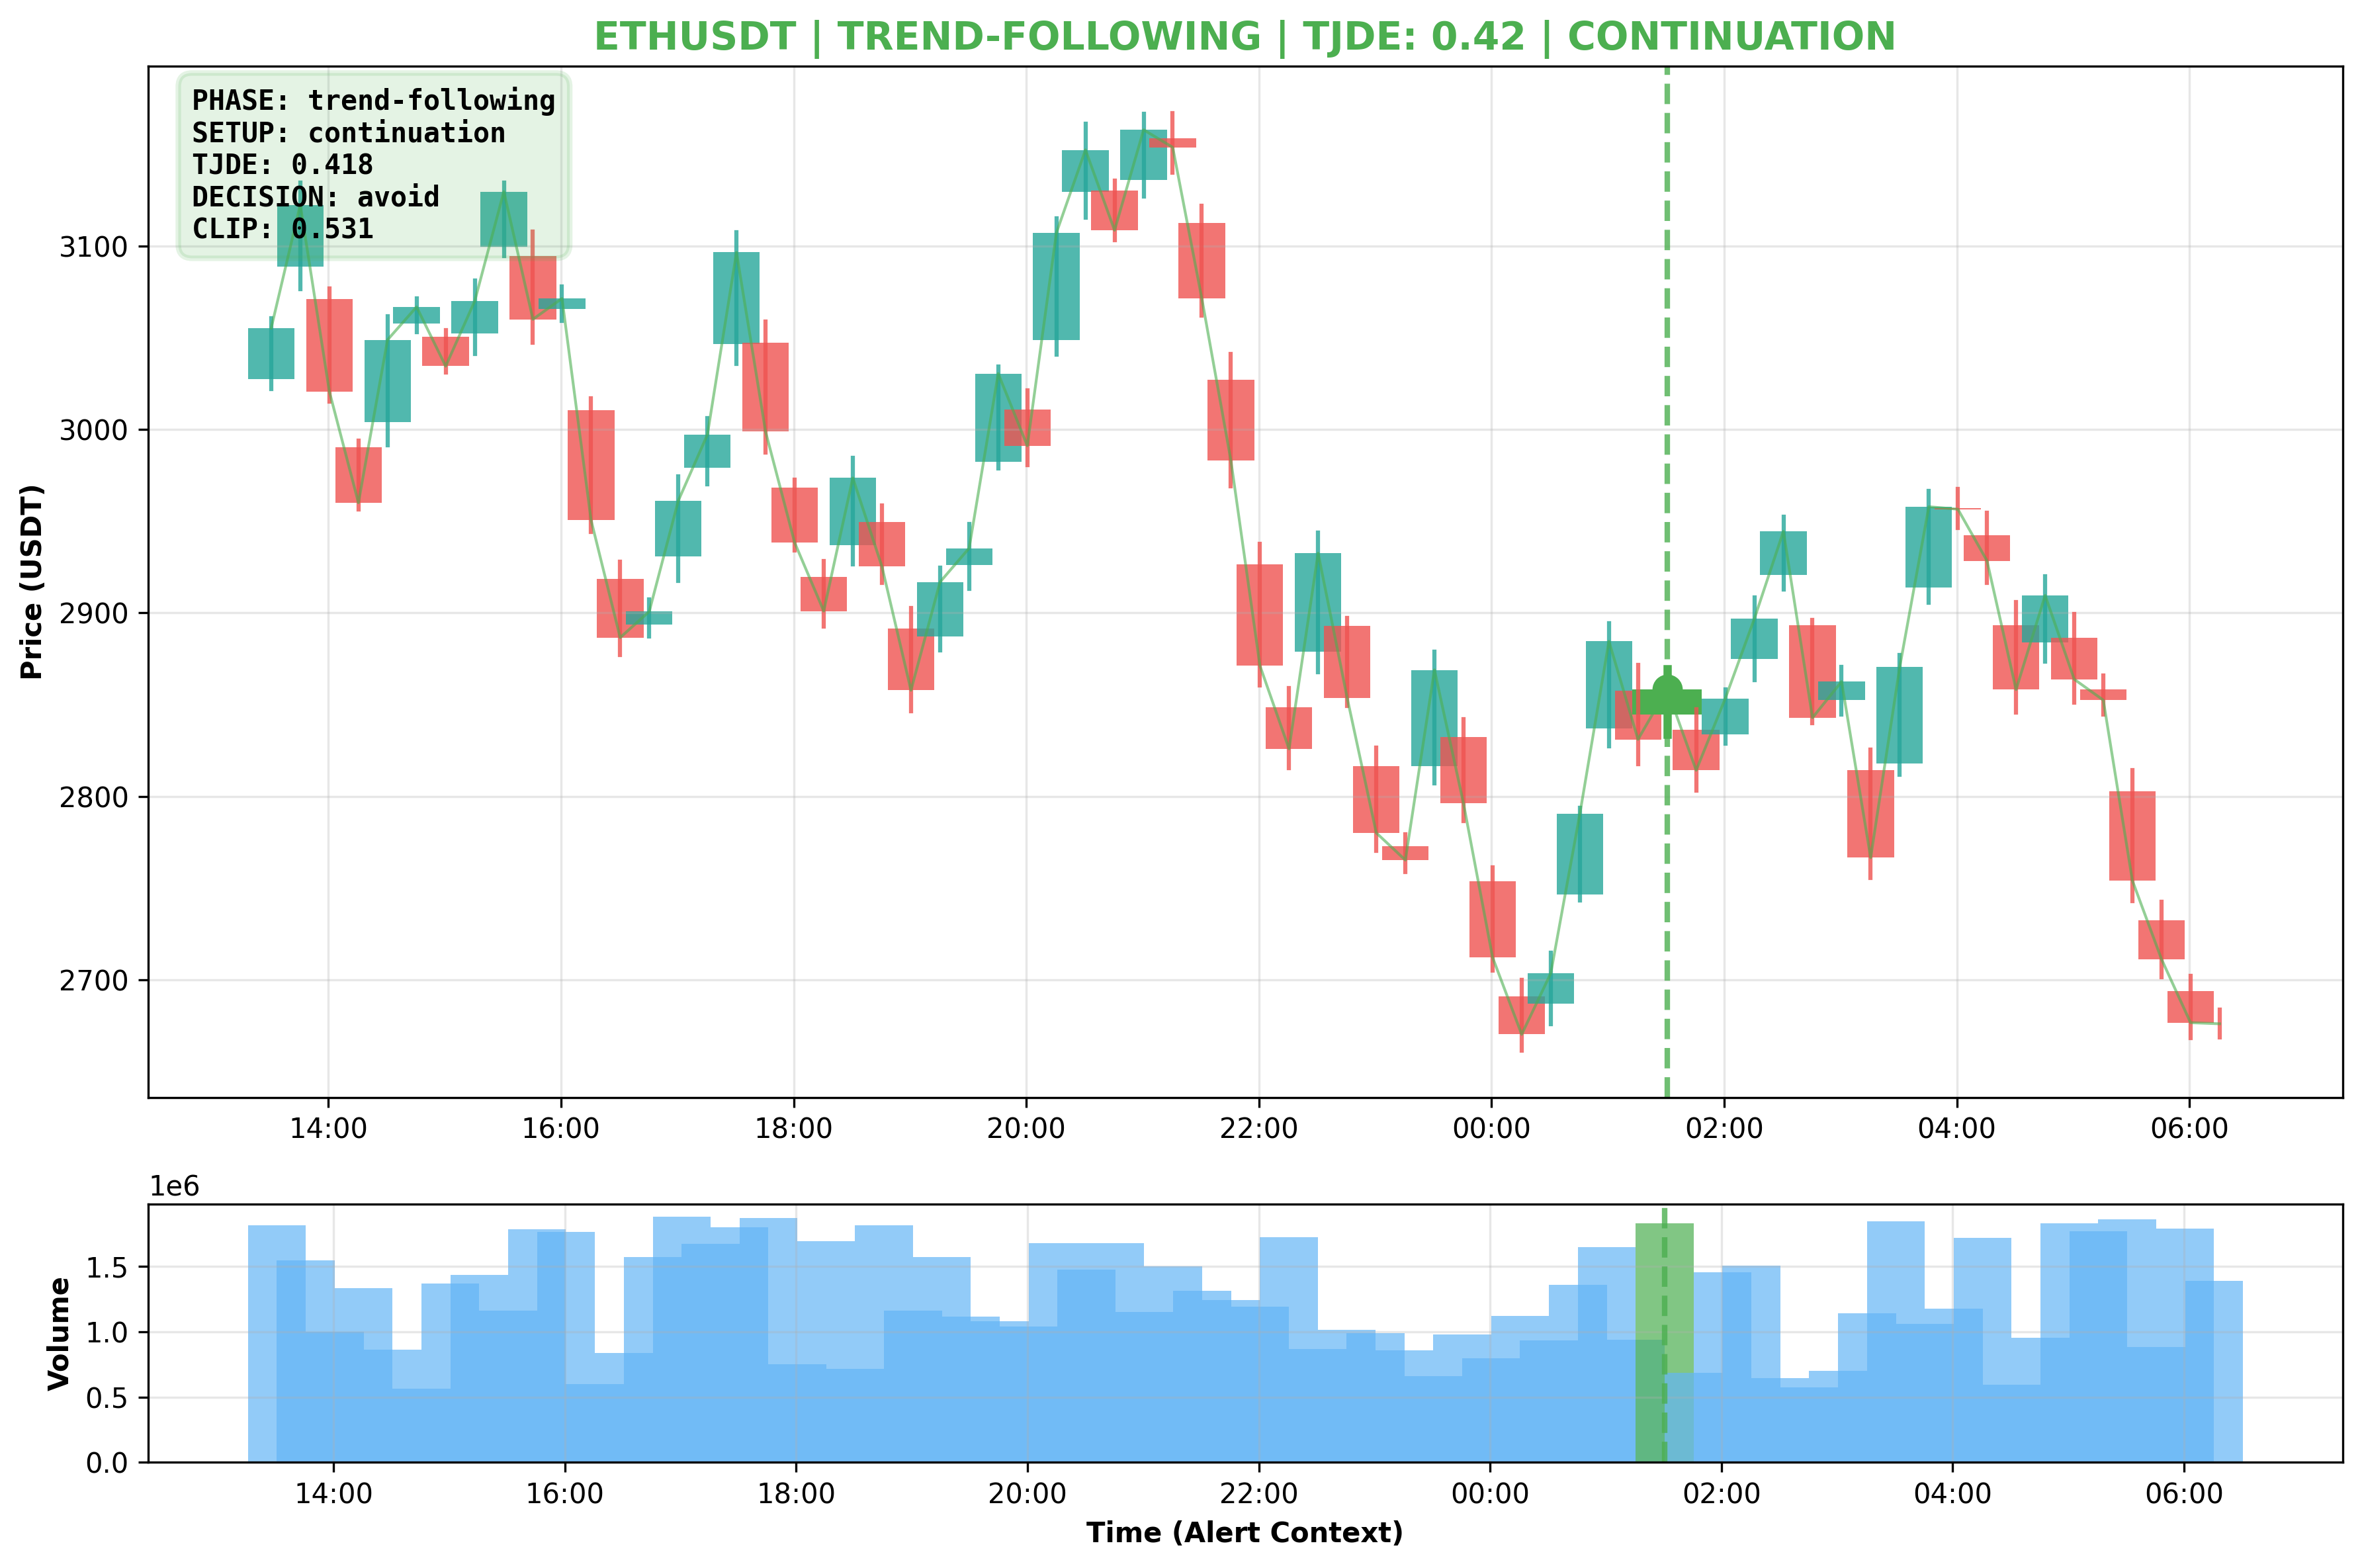 ETHUSDT | TREND-FOLLOWING | TJDE: 0.42 | CONTINUATION
PHASE: trend-following
SETUP: continuation
TJDE: 0.418
DECISION: avoid
CLIP: 0.531
Price (USDT)
3100
3000
2900
2800
2700
14:00 16:00 18:00 20:00 22:00 00:00 02:00 04:00 06:00
1e6
Volume
1.5
1.0
0.5
0.0
14:00 16:00 18:00 20:00 22:00 00:00 02:00 04:00 06:00
Time (Alert Context)